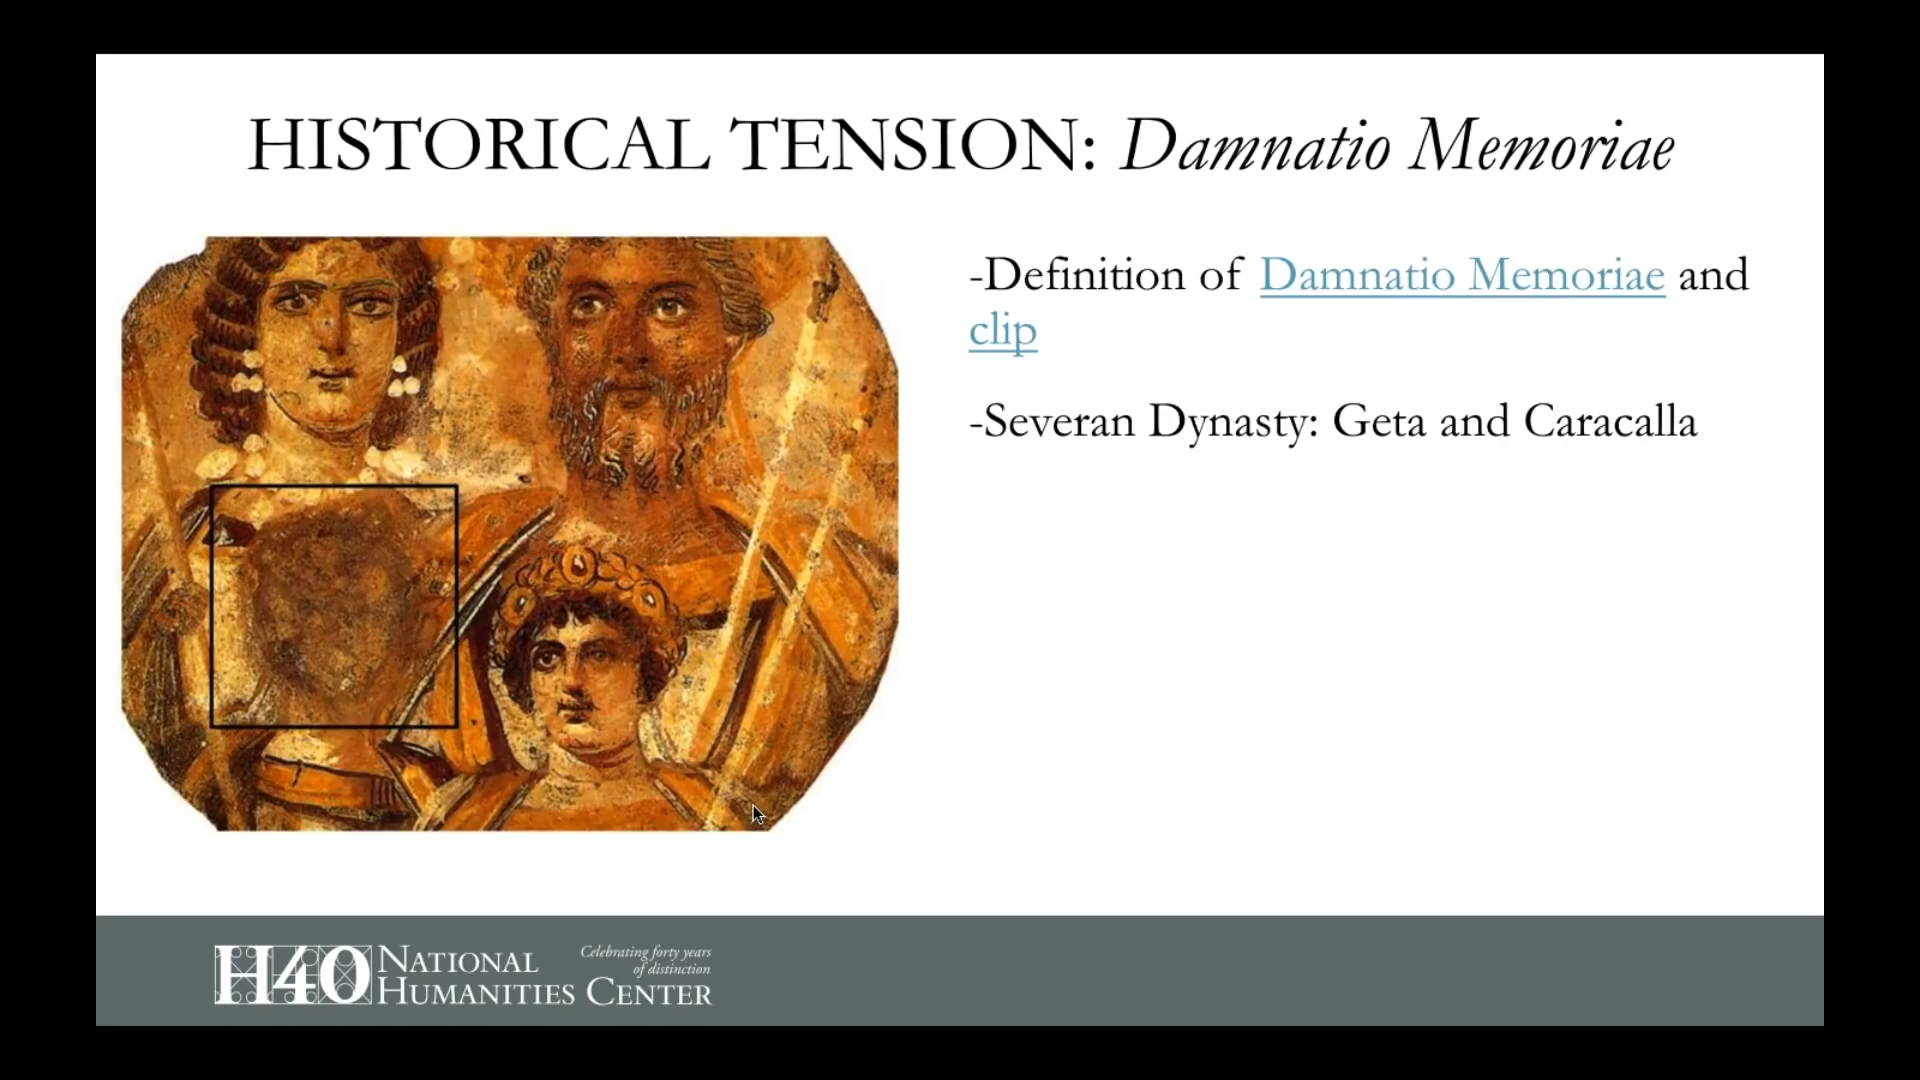 HISTORICAL TENSION: Damnatio Memoriae
-Definition of Damnatio Memoriae and
clip
-Severan Dynasty: Geta and Caracalla
H40
NATIONAL
HUMANITIES CENTER
Celebrating forty years
of distinction